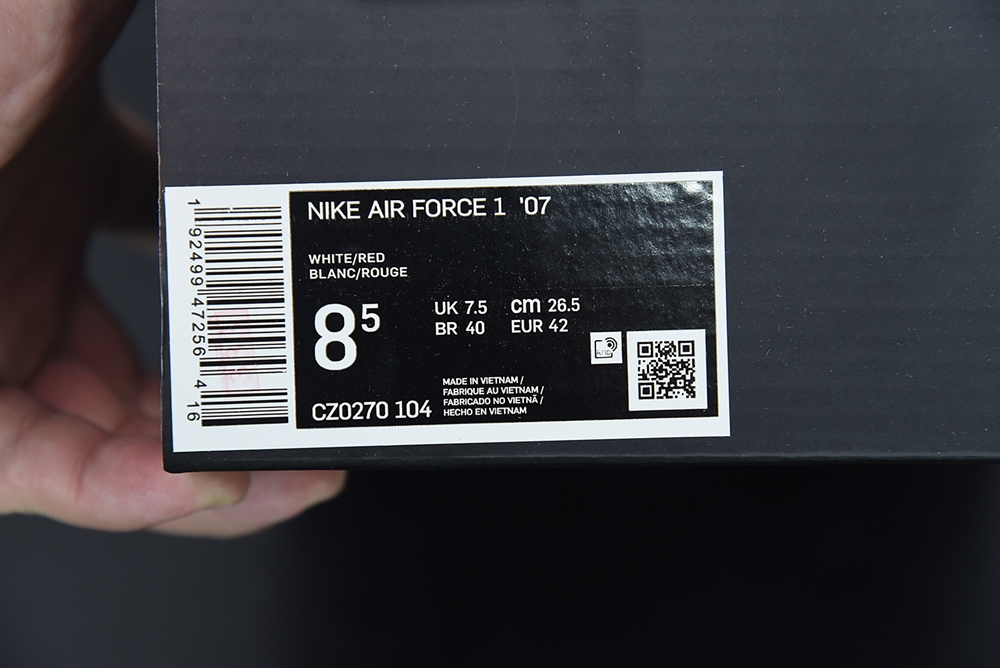 NIKE AIR FORCE 1 '07
WHITE/RED
BLANC/ROUGE
8 5
UK 7.5 cm 26.5
BR 40 EUR 42
MADE IN VIETNAM /
FABRIQUE AU VIETNAM /
FABRICADO NO VIETNÃ /
HECHO EN VIETNAM
CZ0270 104
1 92499 47256 4 16